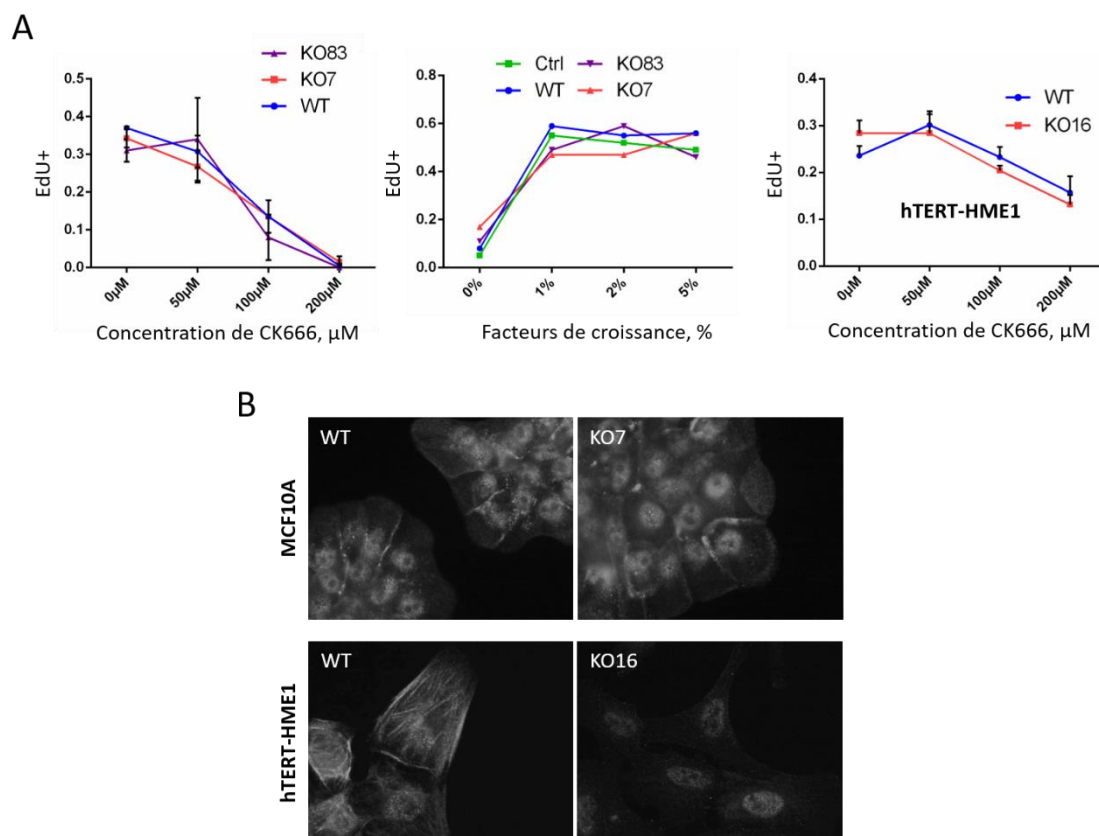 A
KO83
KO7
WT
EdU+
0.5
0.4
0.3
0.2
0.1
0.0
0µM
50µM
100µM
200µM
Concentration de CK666, µM
Ctrl KO83
WT KO7
EdU+
0.8
0.6
0.4
0.2
0.0
0%
1%
2%
5%
Facteurs de croissance, %
WT
KO16
EdU+
0.4
0.3
0.2
0.1
0.0
hTERT-HME1
0µM
50µM
100µM
200µM
Concentration de CK666, µM
B
MCF10A
WT
KO7
hTERT-HME1
WT
KO16